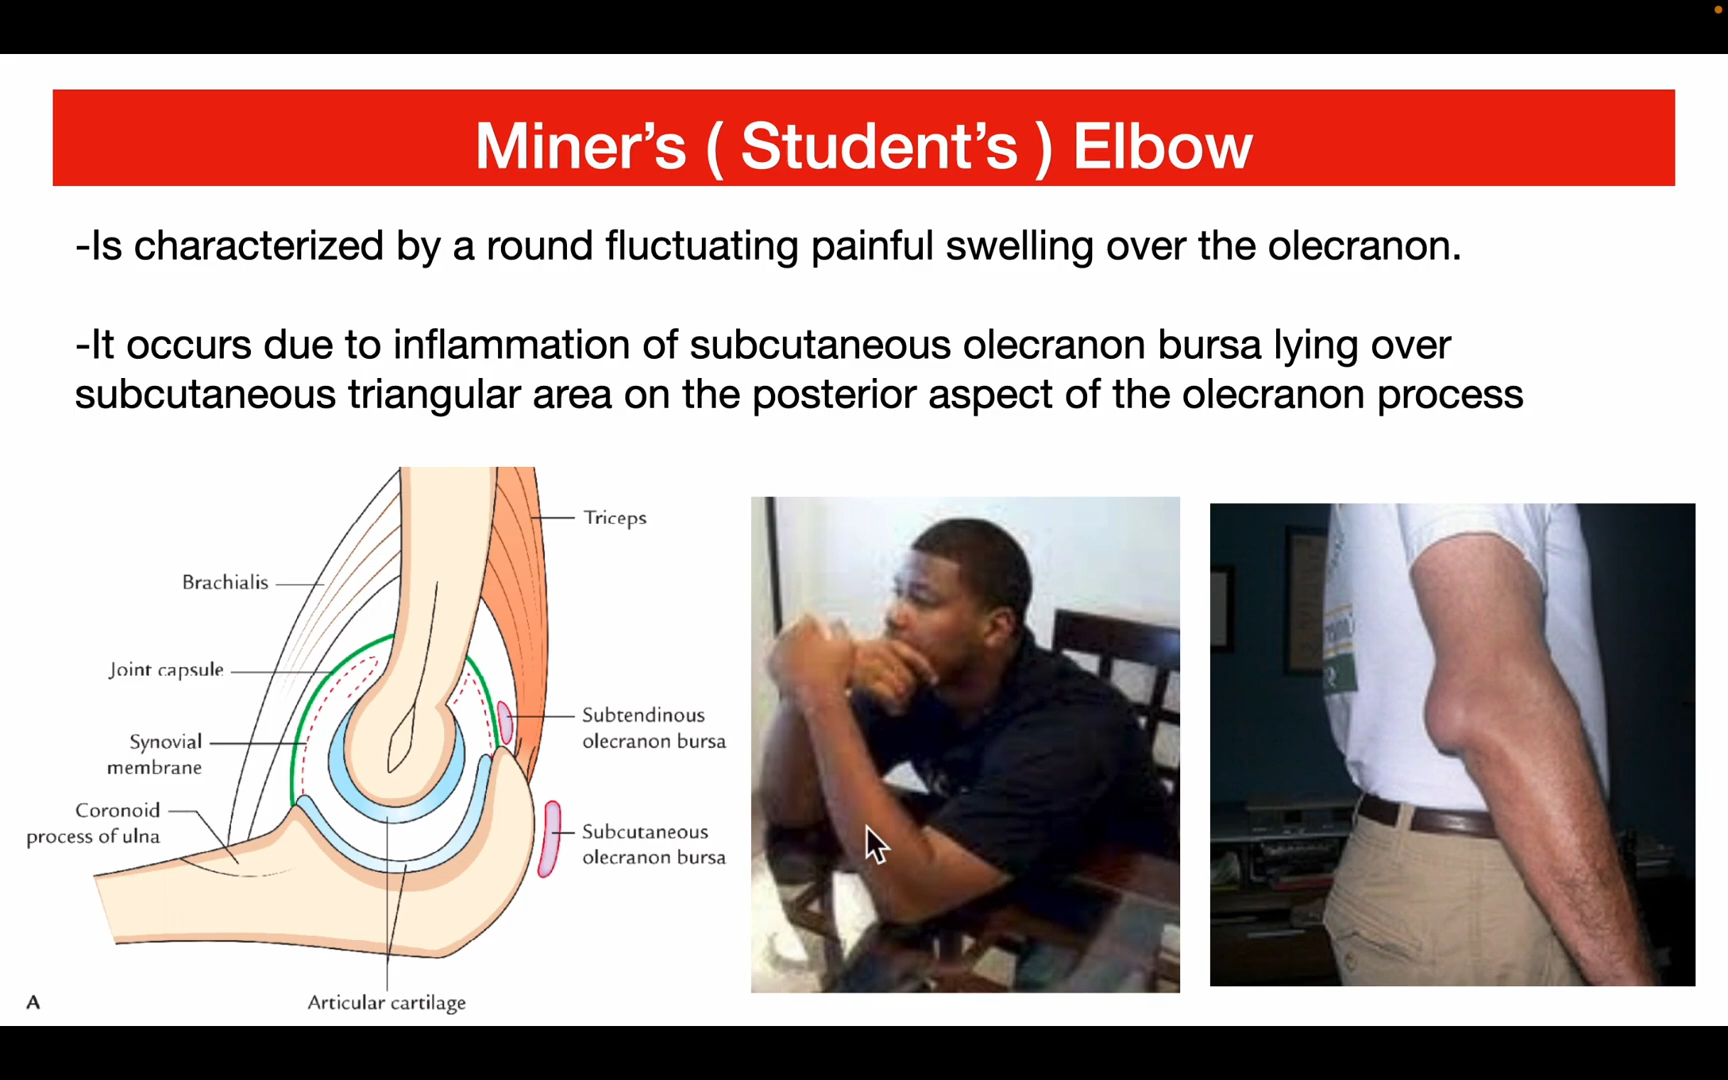 Miner’s ( Student’s ) Elbow
-Is characterized by a round fluctuating painful swelling over the olecranon.
-It occurs due to inflammation of subcutaneous olecranon bursa lying over
subcutaneous triangular area on the posterior aspect of the olecranon process
Triceps
Brachialis
Joint capsule
Subtendinous
olecranon bursa
Synovial
membrane
Coronoid
process of ulna
Subcutaneous
olecranon bursa
Articular cartilage
A